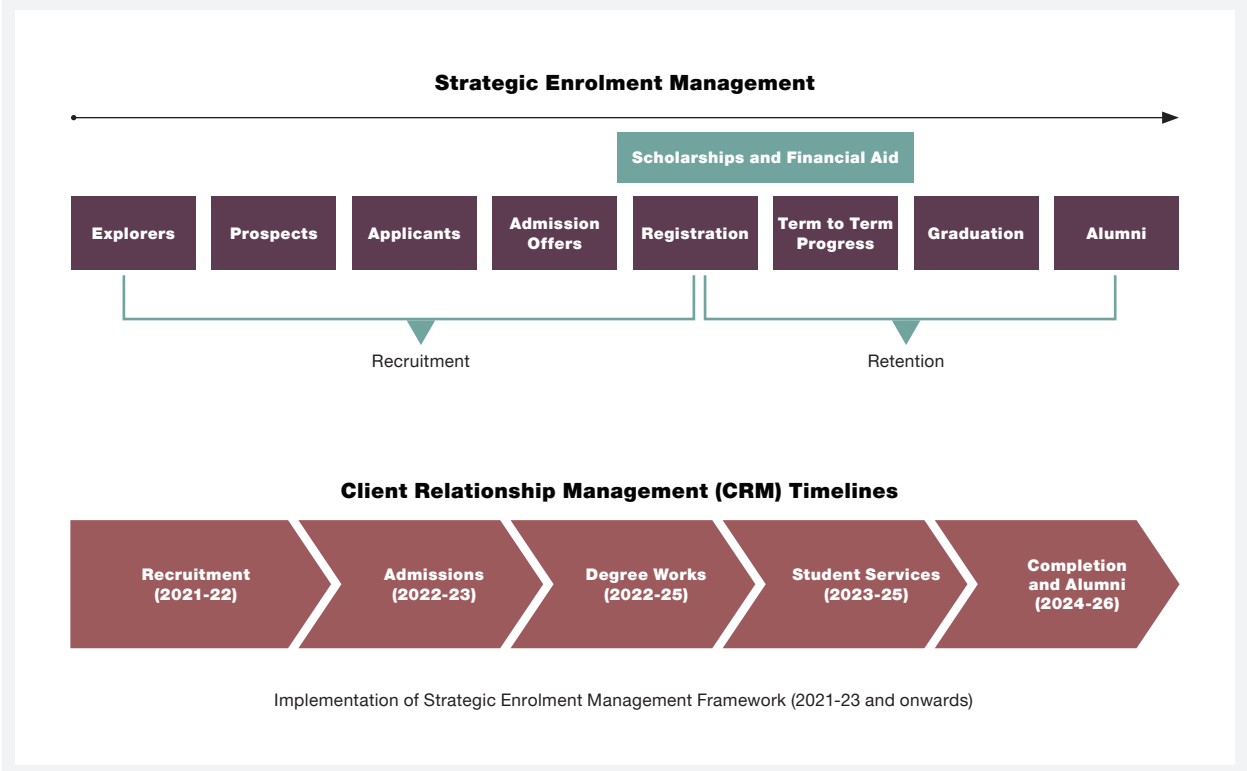 Strategic Enrolment Management
Scholarships and Financial Aid
Explorers
Prospects
Applicants
Admission
Offers
Registration
Term to Term
Progress
Graduation
Alumni
Recruitment
Retention
Client Relationship Management (CRM) Timelines
Recruitment
(2021-22)
Admissions
(2022-23)
Degree Works
(2022-25)
Student Services
(2023-25)
Completion
and Alumni
(2024-26)
Implementation of Strategic Enrolment Management Framework (2021-23 and onwards)